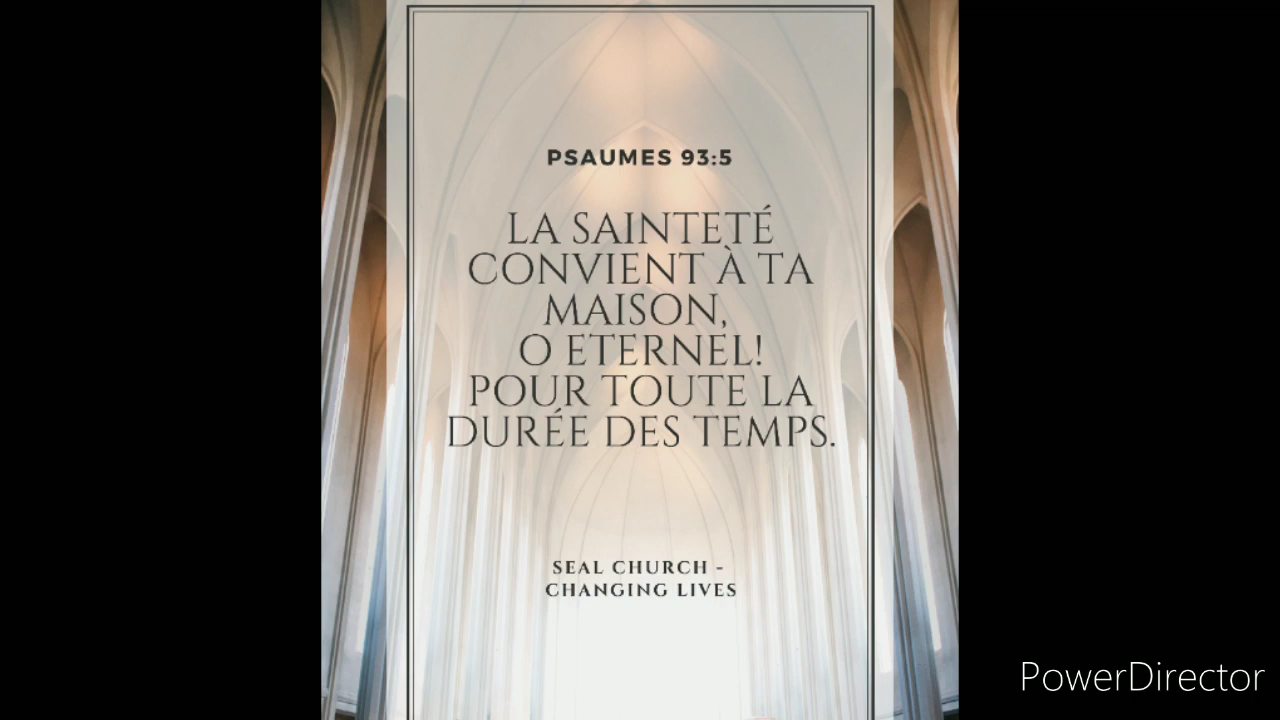 PSAUMES 93:5
LA SAINTETÉ
CONVIENT À TA
MAISON,
O ETERNEL!
POUR TOUTE LA
DURÉE DES TEMPS.
SEAL CHURCH -
CHANGING LIVES
PowerDirector